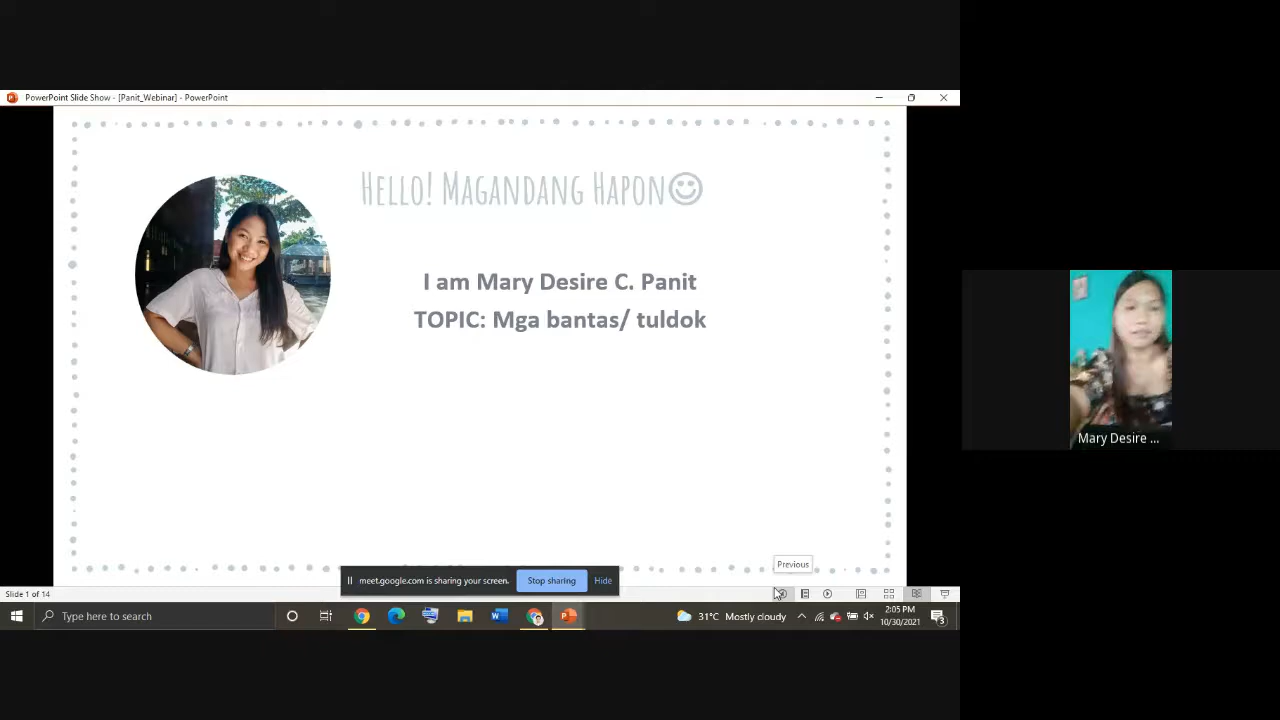 PowerPoint Slide Show - [Panit_Webinar] - PowerPoint
Hello! Magandang Hapon☺
I am Mary Desire C. Panit
TOPIC: Mga bantas/ tuldok
Mary Desire ...
Previous
meet.google.com is sharing your screen.
Stop sharing
Hide
Slide 1 of 14
Type here to search
31°C Mostly cloudy
2:05 PM
10/30/2021
3